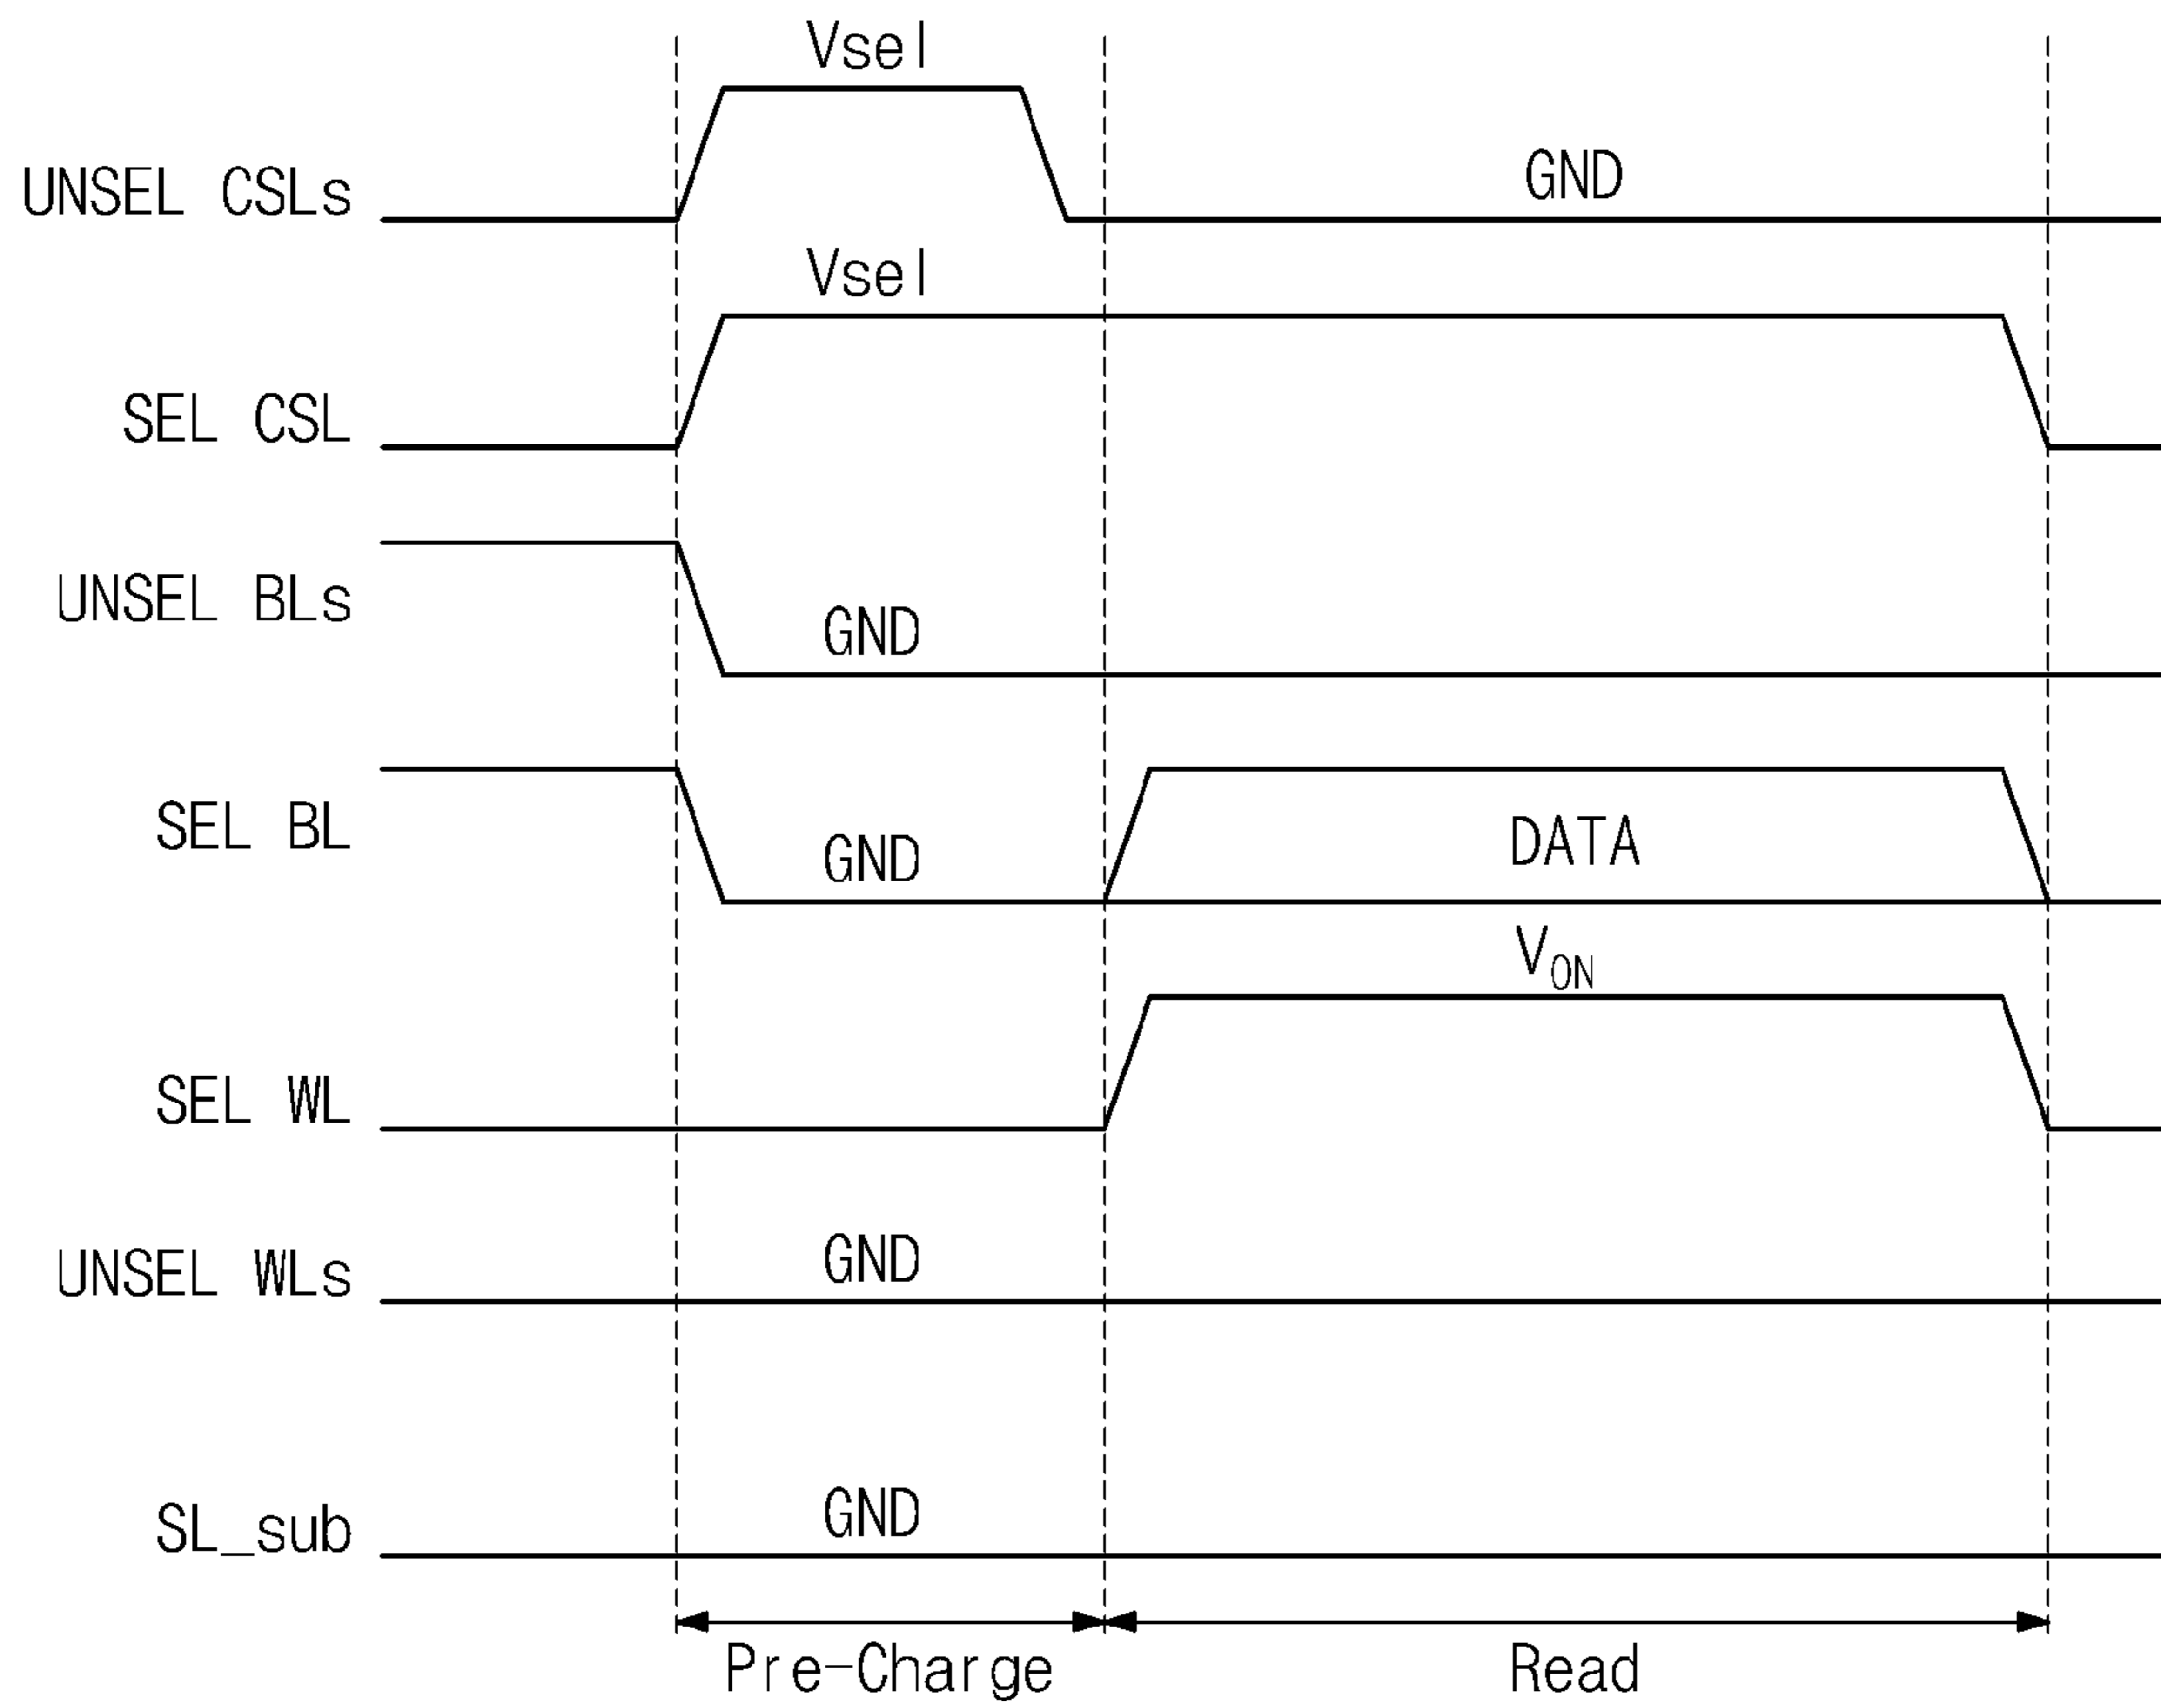 Vsel
UNSEL CSLs
GND
Vsel
SEL CSL
UNSEL BLs
GND
SEL BL
GND
DATA
VON
SEL WL
UNSEL WLs
GND
SL_sub
GND
Pre-Charge
Read